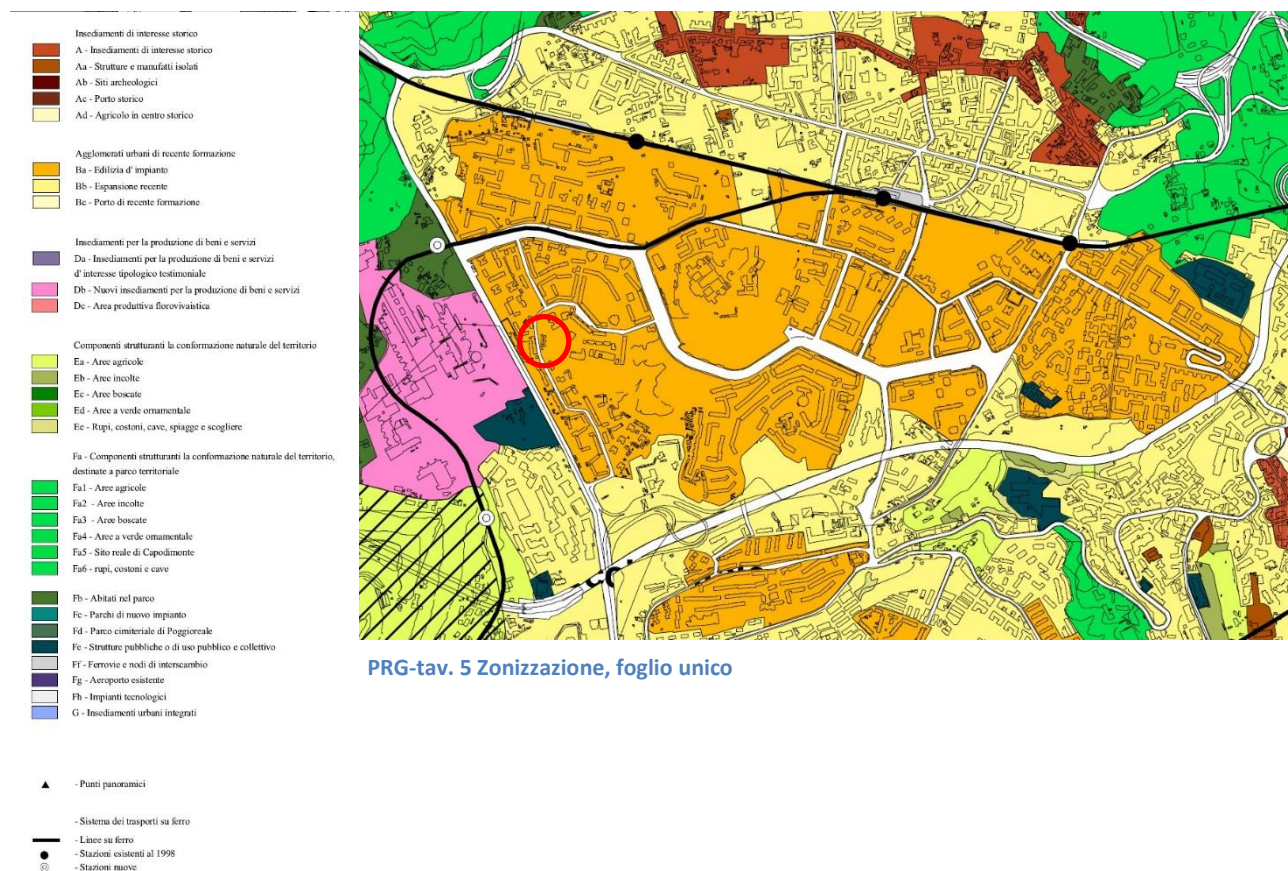 Insediamenti di interesse storico
A - Insediamenti di interesse storico
Aa - Strutture e manufatti isolati
Ab - Siti archeologici
Ac - Porto storico
Ad - Agricolo in centro storico
Agglomerati urbani di recente formazione
Ba - Edilizia d' impianto
Bb - Espansione recente
Bc - Porto di recente formazione
Insediamenti per la produzione di beni e servizi
Da - Insediamenti per la produzione di beni e servizi
d' interesse tipologico testimoniale
Db - Nuovi insediamenti per la produzione di beni e servizi
Dc - Area produttiva florovivaistica
Componenti strutturanti la conformazione naturale del territorio
Ea - Aree agricole
Eb - Aree incolte
Ec - Aree boscate
Ed - Aree a verde ornamentale
Ee - Rupi, costoni, cave, spiagge e scogliere
Fa - Componenti strutturanti la conformazione naturale del territorio,
destinate a parco territoriale
Fa1 - Aree agricole
Fa2 - Aree incolte
Fa3 - Aree boscate
Fa4 - Aree a verde ornamentale
Fa5 - Sito reale di Capodimonte
Fa6 - rupi, costoni e cave
Fb - Abitati nel parco
Fc - Parchi di nuovo impianto
Fd - Parco cimiteriale di Poggioreale
Fe - Strutture pubbliche o di uso pubblico e collettivo
Ff - Ferrovie e nodi di interscambio
Fg - Aeroporto esistente
Fh - Impianti tecnologici
G - Insediamenti urbani integrati
- Punti panoramici
- Sistema dei trasporti su ferro
- Linee su ferro
- Stazioni esistenti al 1998
- Stazioni nuove
PRG-tav. 5 Zonizzazione, foglio unico